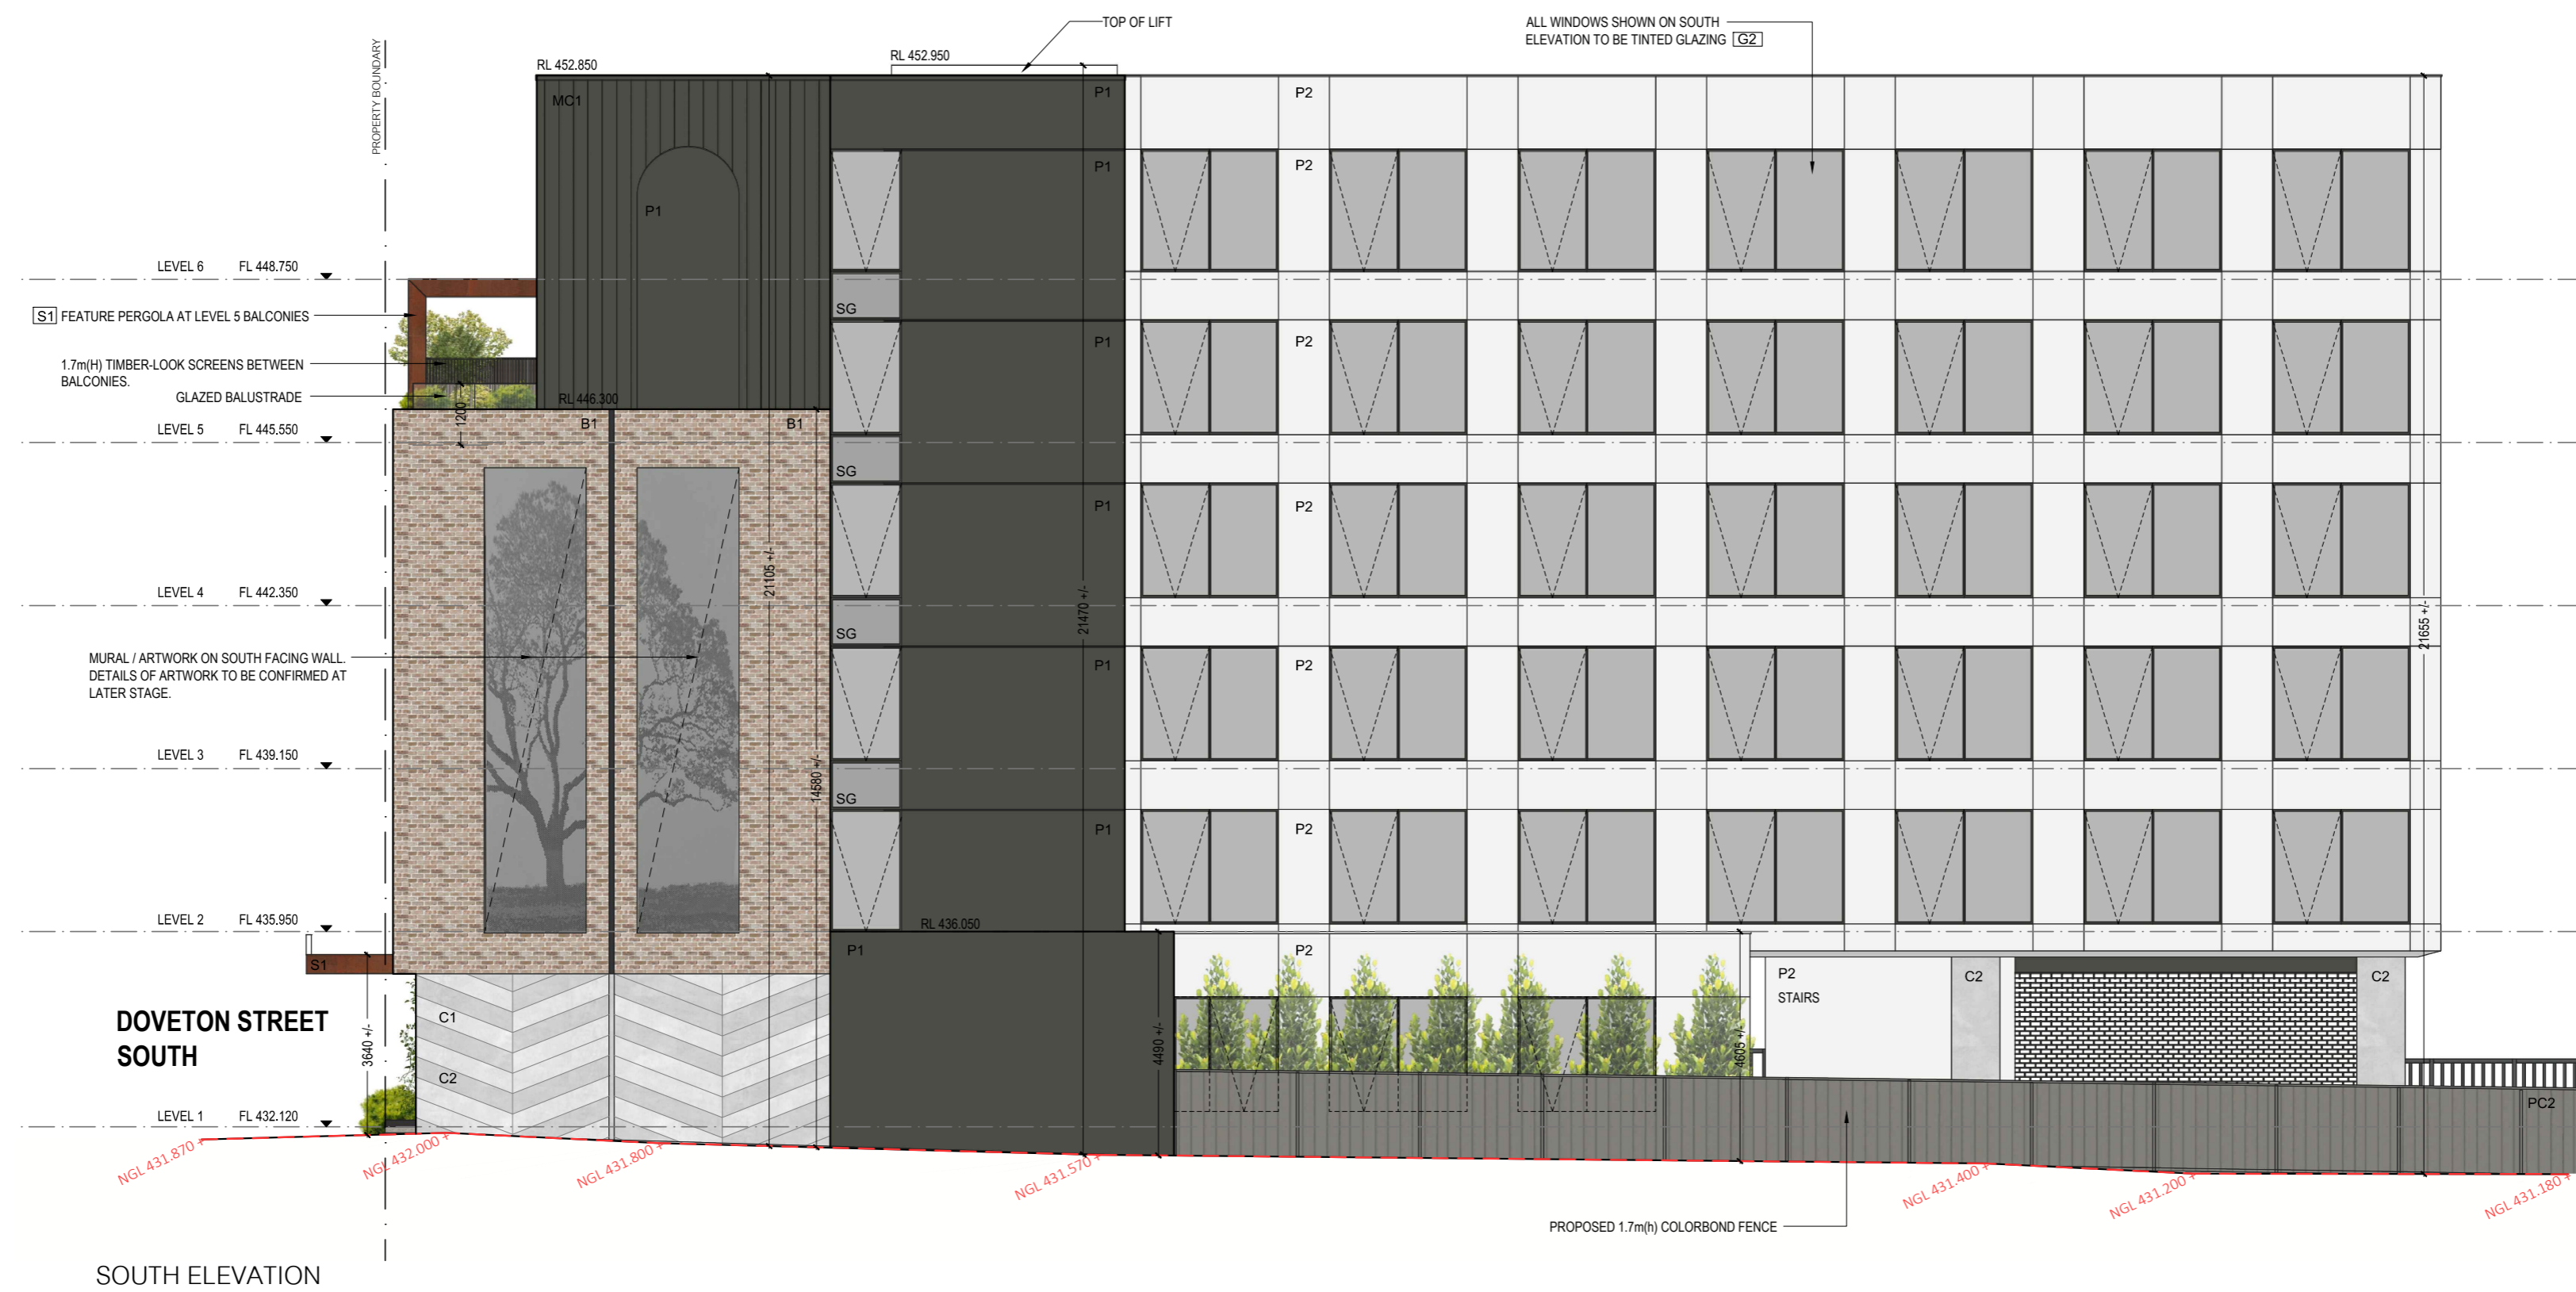 TOP OF LIFT
ALL WINDOWS SHOWN ON SOUTH
ELEVATION TO BE TINTED GLAZING G2
PROPERTY BOUNDARY
RL 452.850
RL 452.950
MC1
P1
P2
P1
P2
P1
LEVEL 6 FL 448.750
SG
S1 FEATURE PERGOLA AT LEVEL 5 BALCONIES
P1
P2
1.7m(H) TIMBER-LOOK SCREENS BETWEEN
BALCONIES.
GLAZED BALUSTRADE
1200
RL 446.300
B1
B1
LEVEL 5 FL 445.550
SG
P1
P2
21105 +/-
21470 +/-
21655 +/-
LEVEL 4 FL 442.350
SG
MURAL / ARTWORK ON SOUTH FACING WALL.
DETAILS OF ARTWORK TO BE CONFIRMED AT
LATER STAGE.
P1
P2
LEVEL 3 FL 439.150
14580 +/-
SG
P1
P2
LEVEL 2 FL 435.950
RL 436.050
P1
P2
S1
P2
STAIRS
C2
C2
DOVETON STREET
SOUTH
C1
C2
3640 +/-
4490 +/-
4605 +/-
PC2
LEVEL 1 FL 432.120
NGL 431.870 +
NGL 432.000 +
NGL 431.800 +
NGL 431.570 +
NGL 431.400 +
NGL 431.200 +
NGL 431.180 +
PROPOSED 1.7m(h) COLORBOND FENCE
SOUTH ELEVATION